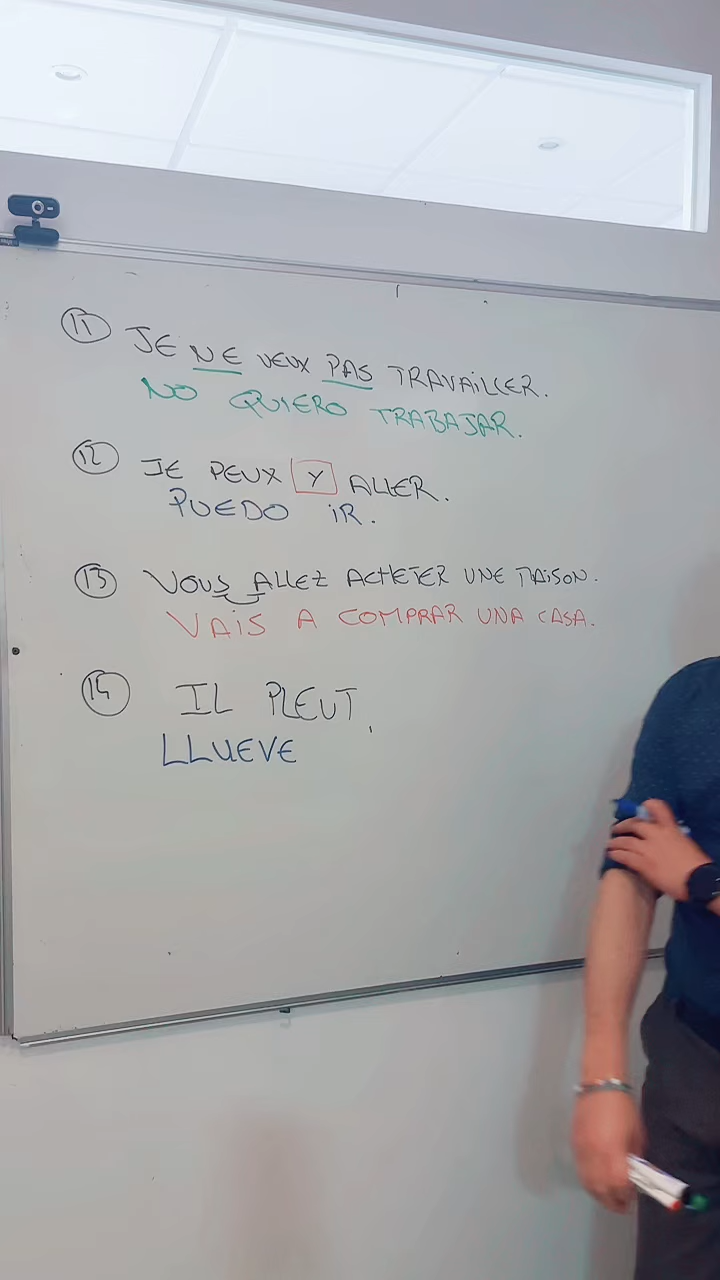 11 JE NE VEUX PAS TRAVAILLER.
NO QUIERO TRABAJAR.
12 JE PEUX Y ALLER.
PUEDO IR.
13 VOUS ALLEZ ACHETER UNE MAISON.
VAIS A COMPRAR UNA CASA.
14 IL PLEUT.
LLUEVE